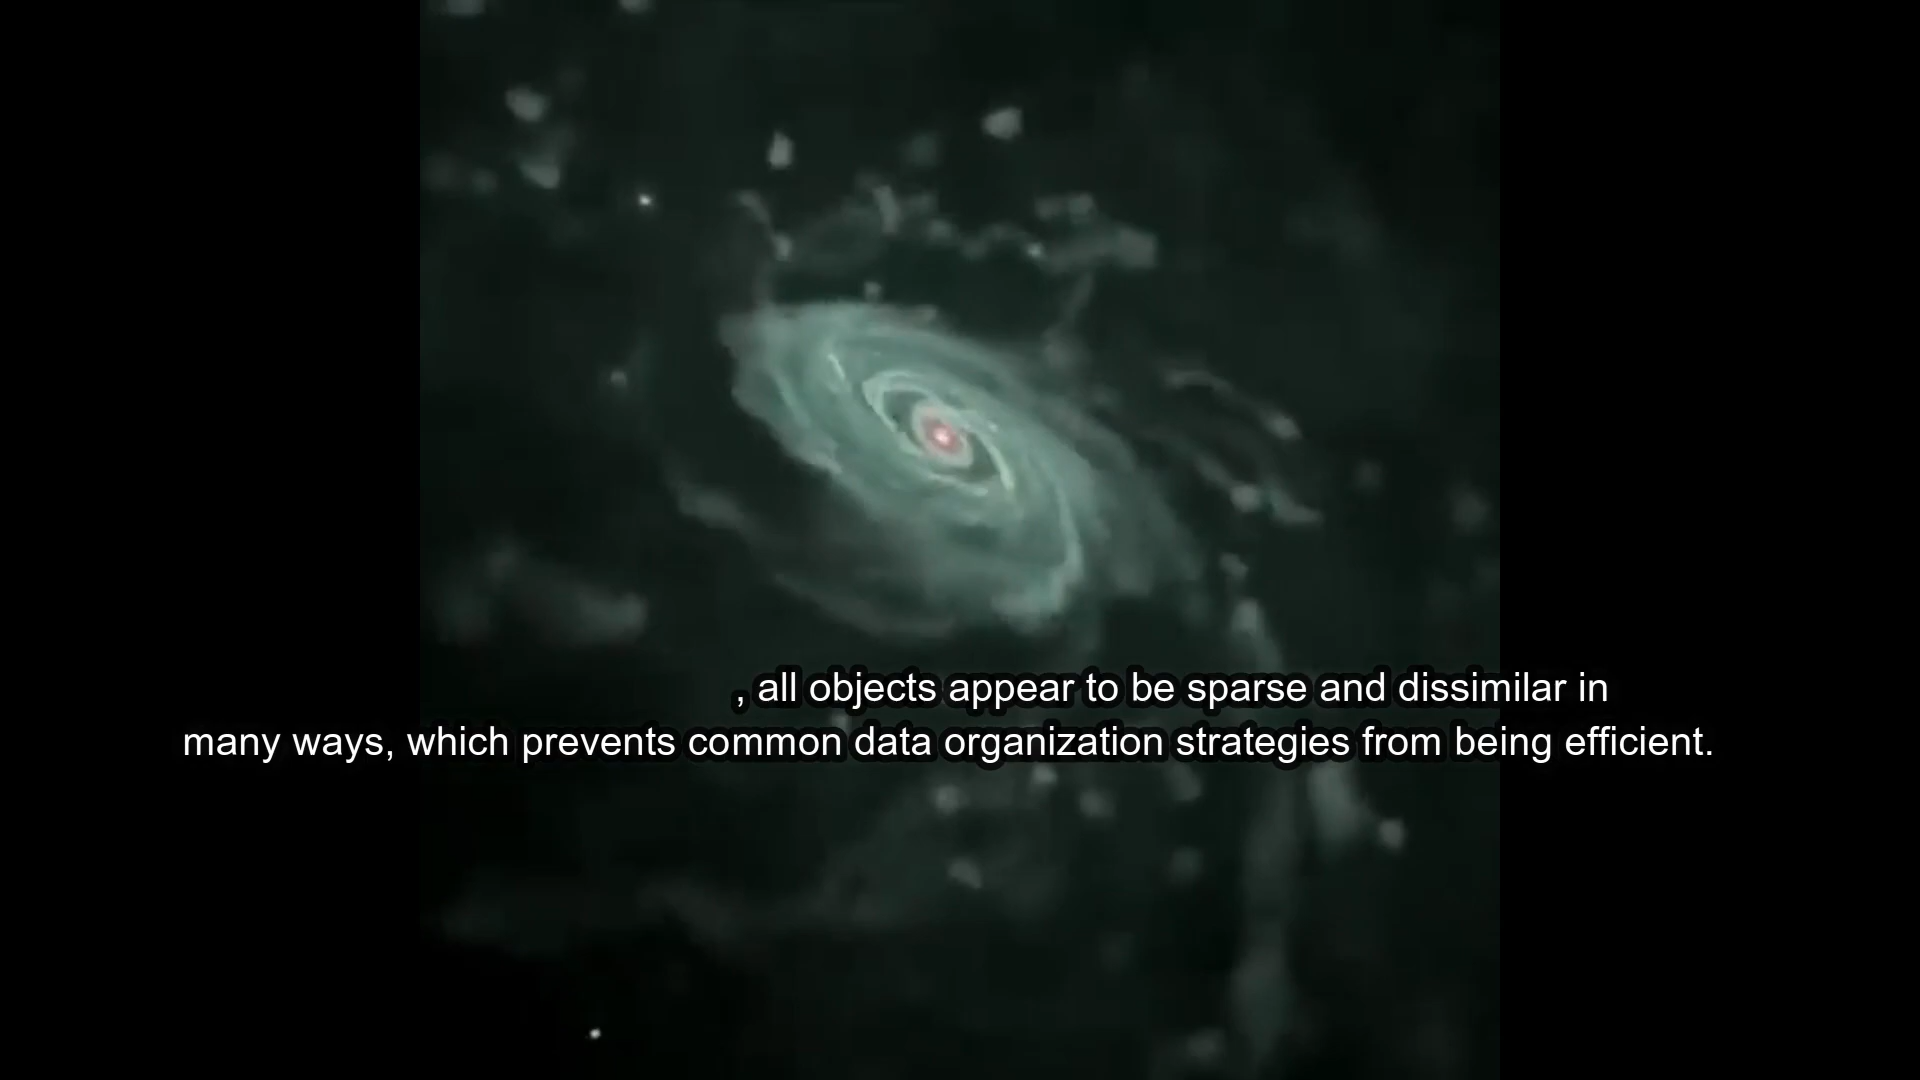 , all objects appear to be sparse and dissimilar in
many ways, which prevents common data organization strategies from being efficient.